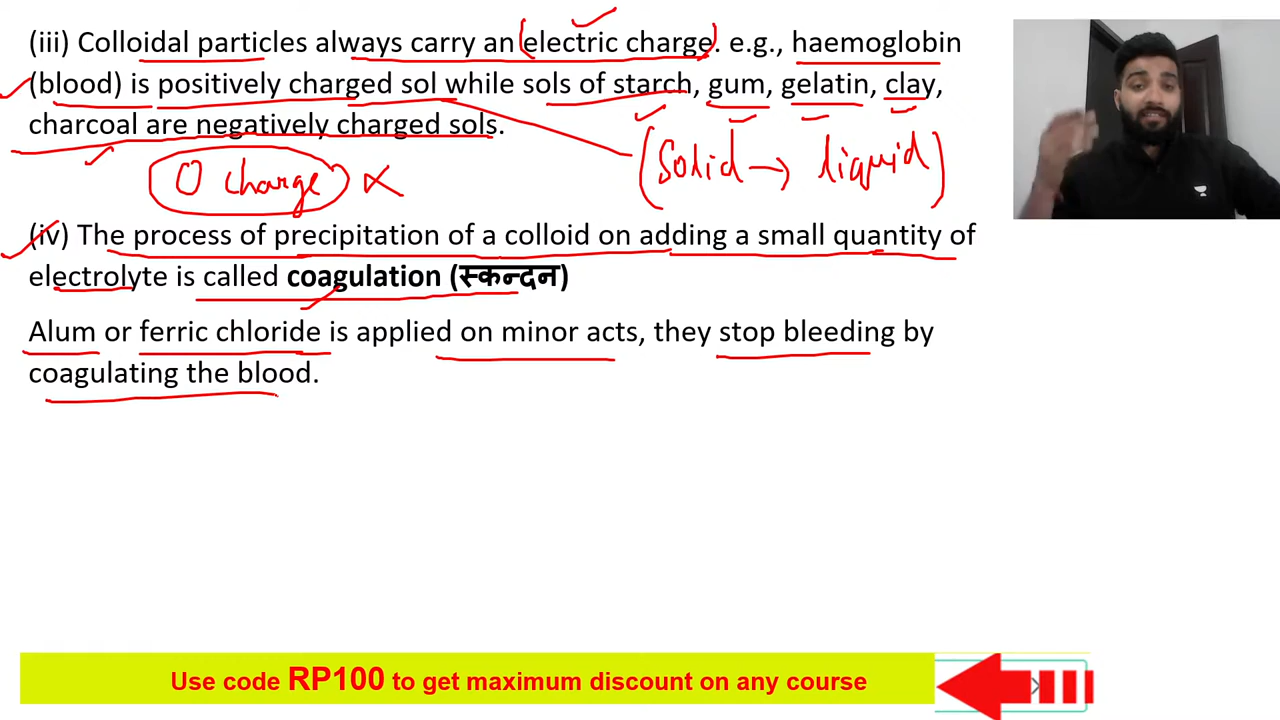 (iii) Colloidal particles always carry an electric charge. e.g., haemoglobin
(blood) is positively charged sol while sols of starch, gum, gelatin, clay,
charcoal are negatively charged sols.
(solid → liquid)
0 charge
(iv) The process of precipitation of a colloid on adding a small quantity of
electrolyte is called coagulation (स्कन्दन)
Alum or ferric chloride is applied on minor acts, they stop bleeding by
coagulating the blood.
Use code RP100 to get maximum discount on any course